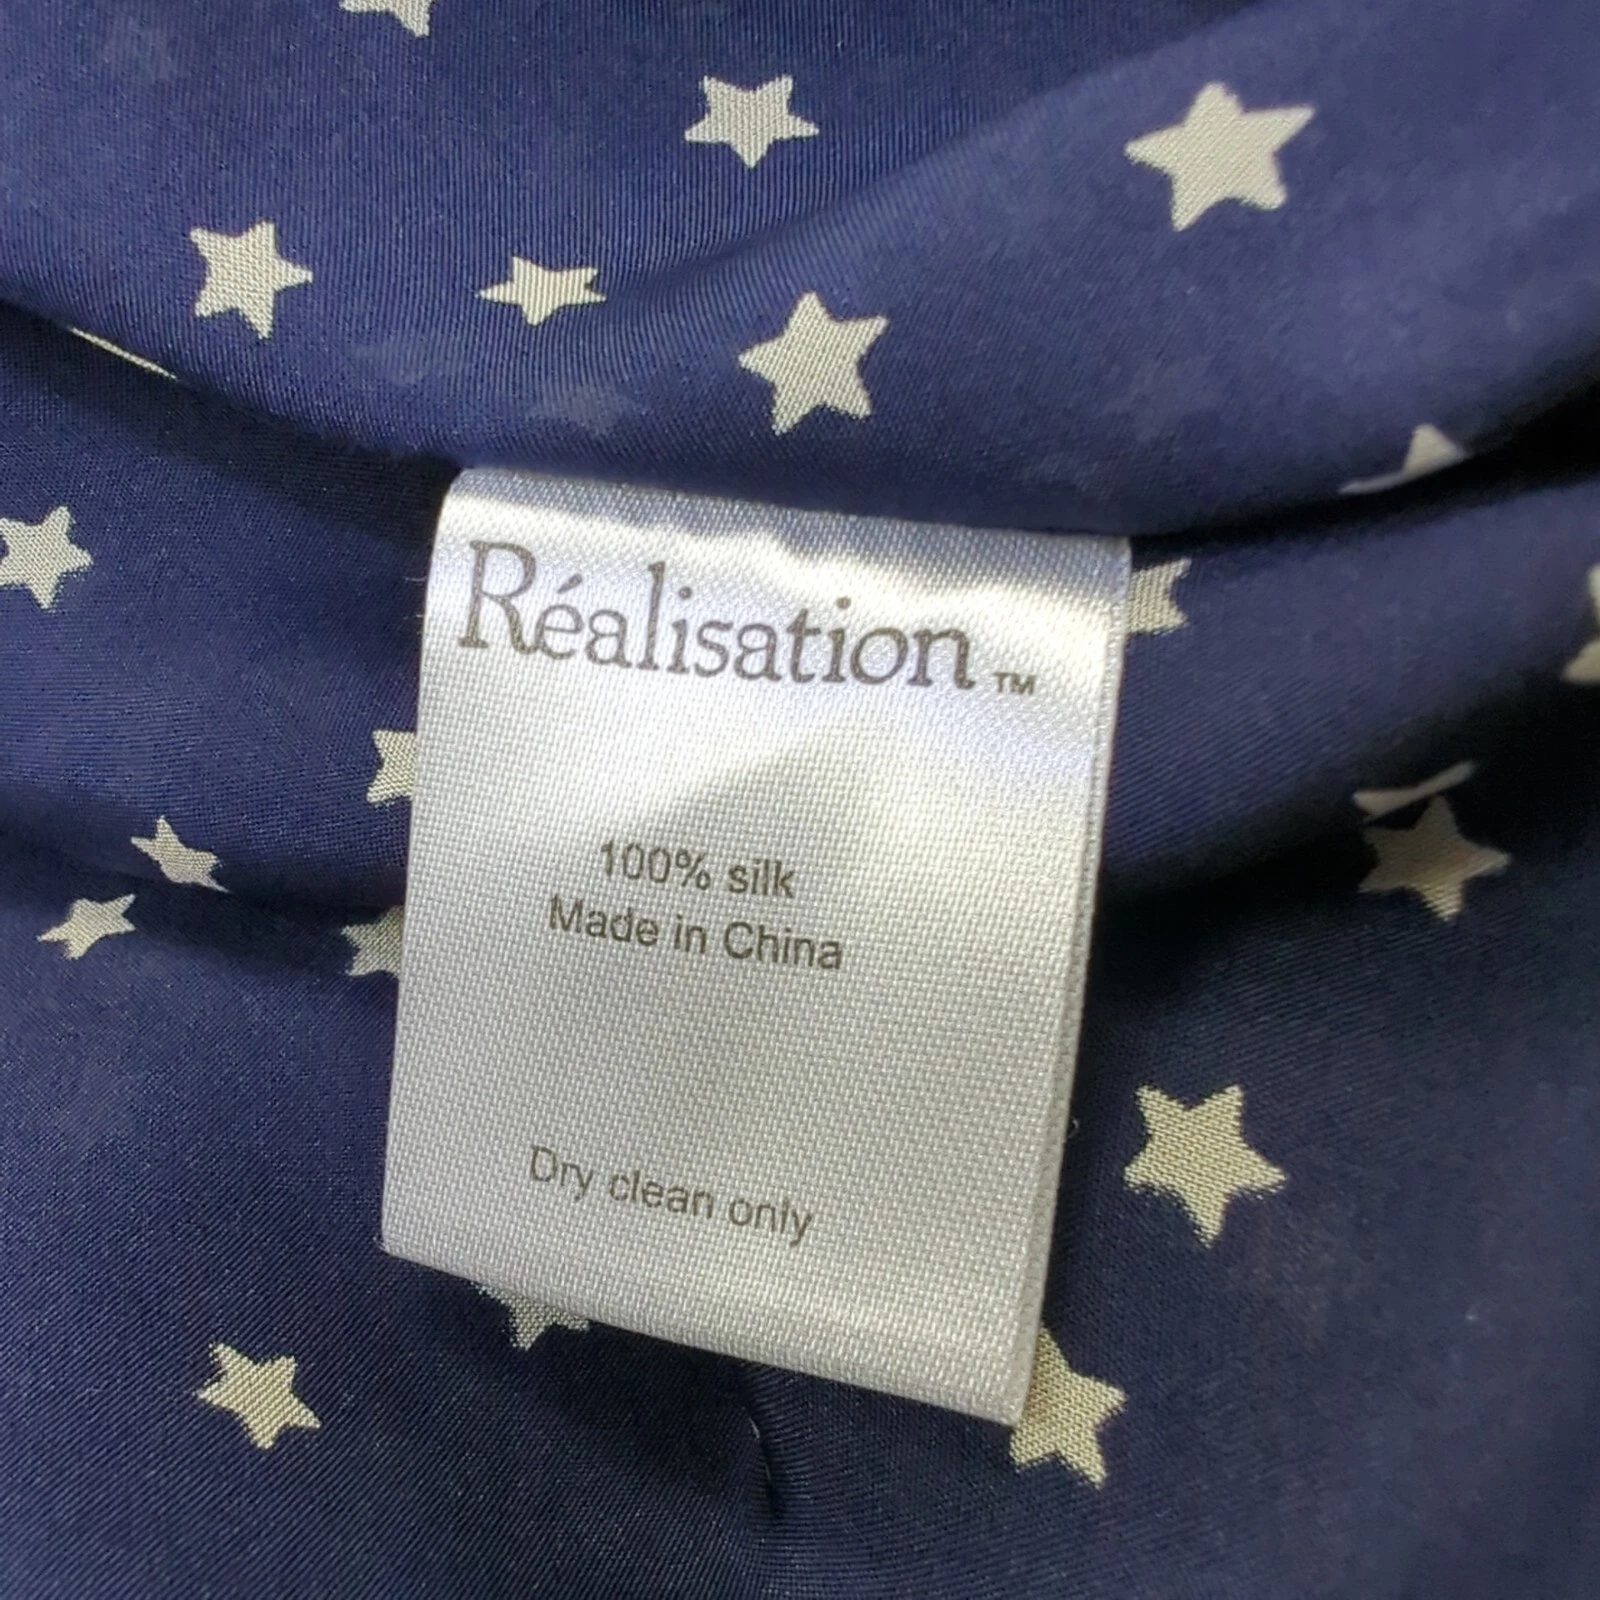 Réalisation™
100% silk
Made in China
Dry clean only